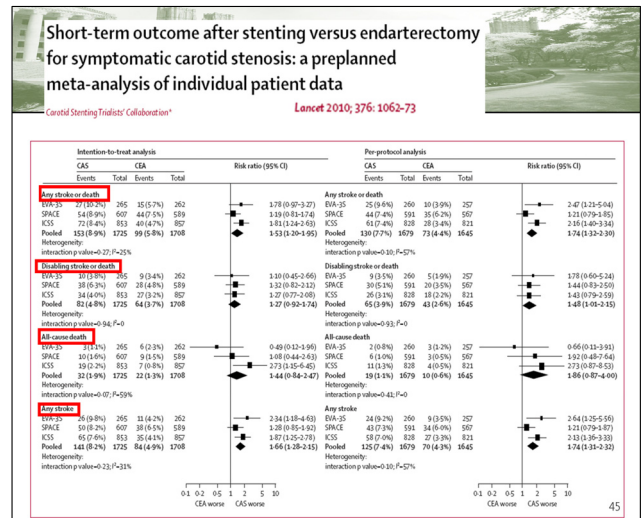 Short-term outcome after stenting versus endarterectomy
for symptomatic carotid stenosis: a preplanned
meta-analysis of individual patient data
Carotid Stenting Trialists' Collaboration*
Lancet 2010; 376: 1062–73
Intention-to-treat analysis
CAS CEA Risk ratio (95% CI)
Events Total Events Total
Any stroke or death
EVA-3S 27 (10·2%) 265 15 (5·7%) 262 1·78 (0·97–3·27)
SPACE 54 (8·9%) 607 44 (7·5%) 589 1·19 (0·81–1·74)
ICSS 72 (8·4%) 853 40 (4·7%) 857 1·81 (1·24–2·63)
Pooled 153 (8·9%) 1725 99 (5·8%) 1708 1·53 (1·20–1·95)
Heterogeneity:
interaction p value=0·27; I²=25%
Disabling stroke or death
EVA-3S 10 (3·8%) 265 9 (3·4%) 262 1·10 (0·45–2·66)
SPACE 38 (6·3%) 607 28 (4·8%) 589 1·32 (0·82–2·12)
ICSS 34 (4·0%) 853 27 (3·2%) 857 1·27 (0·77–2·08)
Pooled 82 (4·8%) 1725 64 (3·7%) 1708 1·27 (0·92–1·74)
Heterogeneity:
interaction p value=0·94; I²=0
All-cause death
EVA-3S 3 (1·1%) 265 6 (2·3%) 262 0·49 (0·12–1·96)
SPACE 10 (1·6%) 607 9 (1·5%) 589 1·08 (0·44–2·63)
ICSS 19 (2·2%) 853 7 (0·8%) 857 2·73 (1·15–6·45)
Pooled 32 (1·9%) 1725 22 (1·3%) 1708 1·44 (0·84–2·47)
Heterogeneity:
interaction p value=0·07; I²=59%
Any stroke
EVA-3S 26 (9·8%) 265 11 (4·2%) 262 2·34 (1·18–4·63)
SPACE 50 (8·2%) 607 38 (6·5%) 589 1·28 (0·85–1·92)
ICSS 65 (7·6%) 853 35 (4·1%) 857 1·87 (1·25–2·78)
Pooled 141 (8·2%) 1725 84 (4·9%) 1708 1·66 (1·28–2·15)
Heterogeneity:
interaction p value=0·23; I²=31%
0·1 0·2 0·5 1 2 5 10
CEA worse CAS worse
Per-protocol analysis
CAS CEA Risk ratio (95% CI)
Events Total Events Total
Any stroke or death
EVA-3S 25 (9·6%) 260 10 (3·9%) 257 2·47 (1·21–5·04)
SPACE 44 (7·4%) 591 35 (6·2%) 567 1·21 (0·79–1·85)
ICSS 61 (7·4%) 828 28 (3·4%) 821 2·16 (1·40–3·34)
Pooled 130 (7·7%) 1679 73 (4·4%) 1645 1·74 (1·32–2·30)
Heterogeneity:
interaction p value=0·10; I²=57%
Disabling stroke or death
EVA-3S 9 (3·5%) 260 5 (1·9%) 257 1·78 (0·60–5·24)
SPACE 30 (5·1%) 591 20 (3·5%) 567 1·44 (0·83–2·50)
ICSS 26 (3·1%) 828 18 (2·2%) 821 1·43 (0·79–2·59)
Pooled 65 (3·9%) 1679 43 (2·6%) 1645 1·48 (1·01–2·15)
Heterogeneity:
interaction p value=0·93; I²=0
All-cause death
EVA-3S 2 (0·8%) 260 3 (1·2%) 257 0·66 (0·11–3·91)
SPACE 6 (1·0%) 591 3 (0·5%) 567 1·92 (0·48–7·64)
ICSS 11 (1·3%) 828 4 (0·5%) 821 2·73 (0·87–8·53)
Pooled 19 (1·1%) 1679 10 (0·6%) 1645 1·86 (0·87–4·00)
Heterogeneity:
interaction p value=0·41; I²=0
Any stroke
EVA-3S 24 (9·2%) 260 9 (3·5%) 257 2·64 (1·25–5·56)
SPACE 43 (7·3%) 591 34 (6·0%) 567 1·21 (0·79–1·87)
ICSS 58 (7·0%) 828 27 (3·3%) 821 2·13 (1·36–3·33)
Pooled 125 (7·4%) 1679 70 (4·3%) 1645 1·74 (1·31–2·32)
Heterogeneity:
interaction p value=0·10; I²=57%
0·1 0·2 0·5 1 2 5 10
CEA worse CAS worse
45